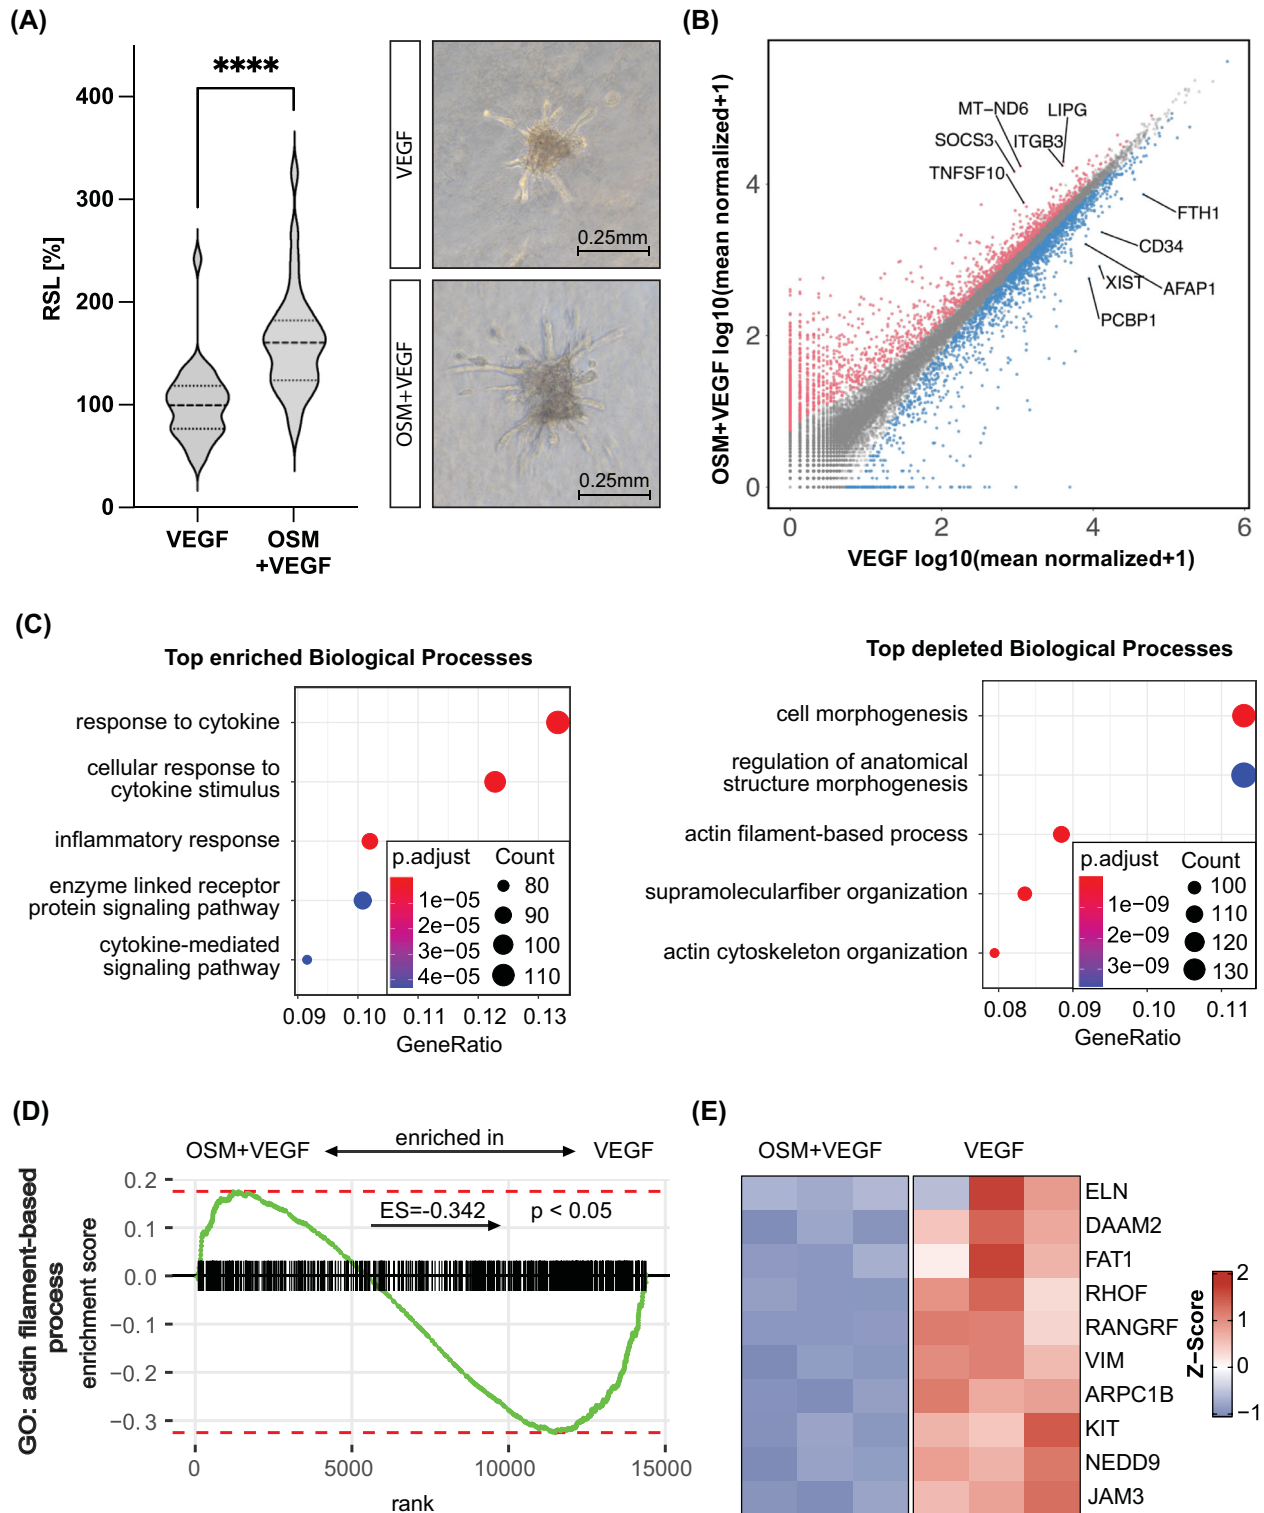 (A)
****
400
300
200
100
0
RSL [%]
VEGF
OSM
+VEGF
VEGF
0.25mm
OSM+VEGF
0.25mm
(B)
MT−ND6
LIPG
SOCS3
ITGB3
TNFSF10
FTH1
CD34
XIST
AFAP1
PCBP1
4
2
0
OSM+VEGF log10(mean normalized+1)
0
2
4
6
VEGF log10(mean normalized+1)
(C)
Top enriched Biological Processes
response to cytokine
cellular response to
cytokine stimulus
inflammatory response
enzyme linked receptor
protein signaling pathway
cytokine-mediated
signaling pathway
p.adjust
1e−05
2e−05
3e−05
4e−05
Count
80
90
100
110
0.09 0.10 0.11 0.12 0.13
GeneRatio
Top depleted Biological Processes
cell morphogenesis
regulation of anatomical
structure morphogenesis
actin filament-based process
supramolecularfiber organization
actin cytoskeleton organization
p.adjust
1e−09
2e−09
3e−09
Count
100
110
120
130
0.08 0.09 0.10 0.11
GeneRatio
(D)
OSM+VEGF
enriched in
VEGF
GO: actin filament-based
process
enrichment score
0.2
0.1
0.0
−0.1
−0.2
−0.3
ES=-0.342
p < 0.05
0 5000 10000 15000
rank
(E)
OSM+VEGF
VEGF
ELN
DAAM2
FAT1
RHOF
RANGRF
VIM
ARPC1B
KIT
NEDD9
JAM3
Z−Score
2
1
0
−1